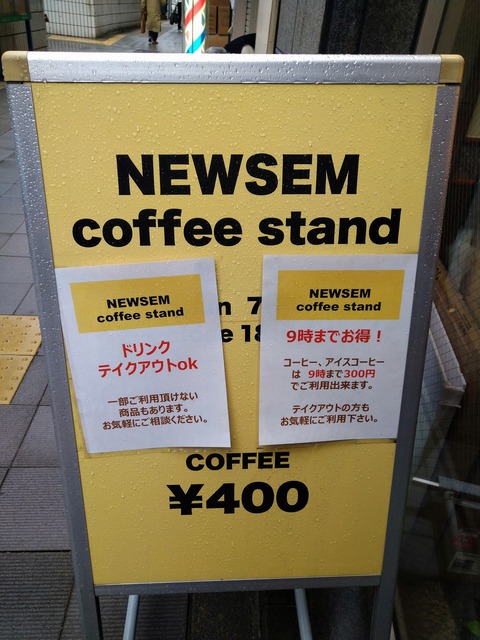 NEWSEM
coffee stand
NEWSEM
coffee stand
ドリンク
テイクアウトok
一部ご利用頂けない
商品もあります。
お気軽にご相談ください。
n 7
e 18
NEWSEM
coffee stand
9時までお得！
コーヒー、アイスコーヒー
は 9時まで300円
でご利用出来ます。
テイクアウトの方も
お気軽にご利用下さい。
COFFEE
¥400